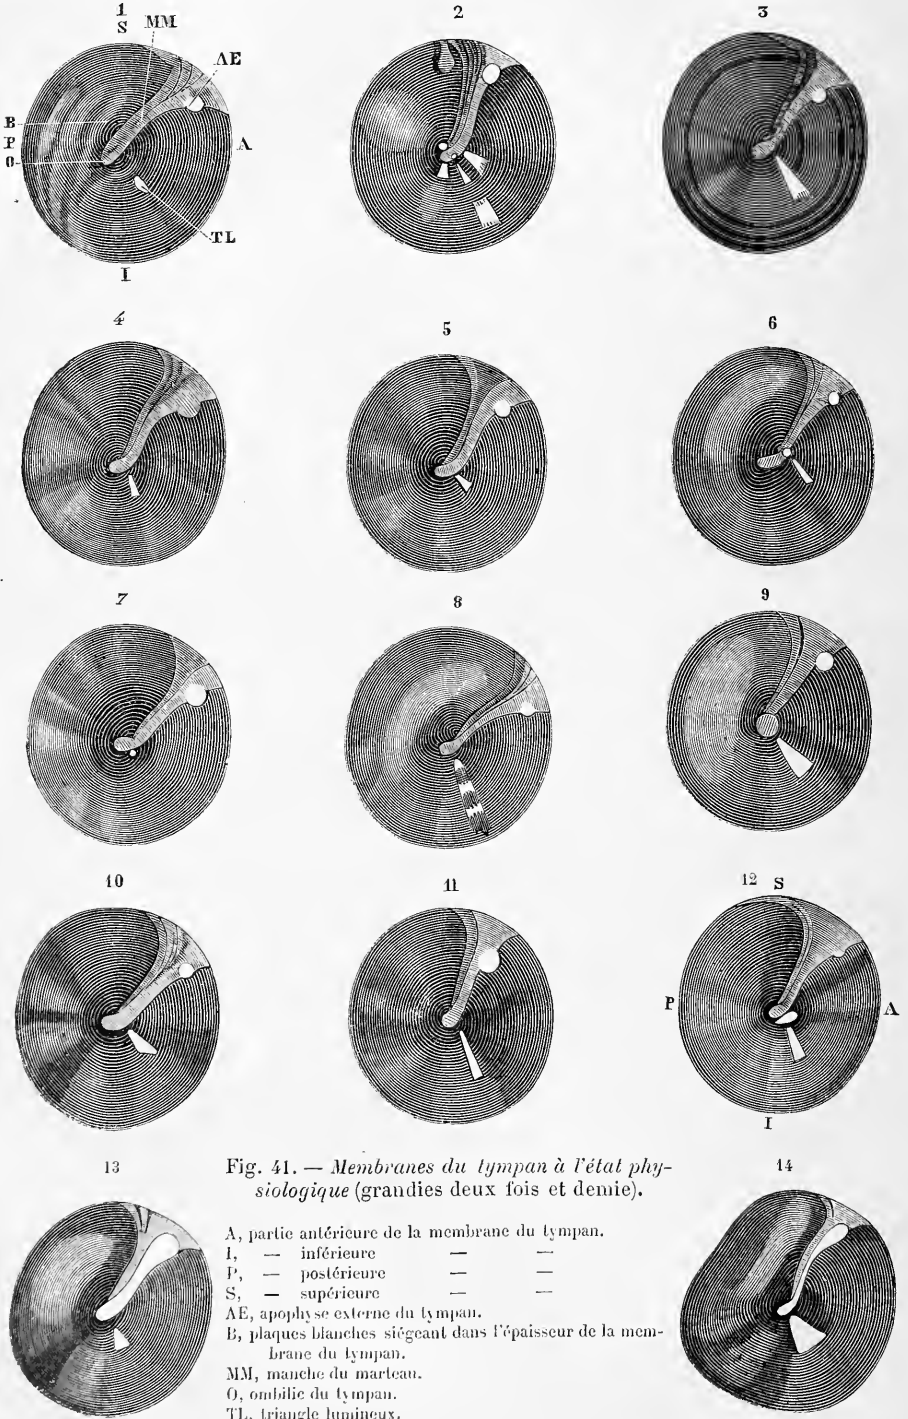 1
S
MM
AE
B
P
O
A
TL
I
2
3
4
5
6
7
8
9
10
11
12 S
P
A
I
13
14
Fig. 41. — Membranes du tympan à l'état phy-
siologique (grandies deux fois et demie).
A, partie antérieure de la membrane du tympan.
I, — inférieure — —
P, — postérieure — —
S, — supérieure — —
AE, apophyse externe du tympan.
B, plaques blanches siégeant dans l'épaisseur de la mem-
brane du tympan.
MM, manche du marteau.
O, ombilic du tympan.
TL, triangle lumineux.